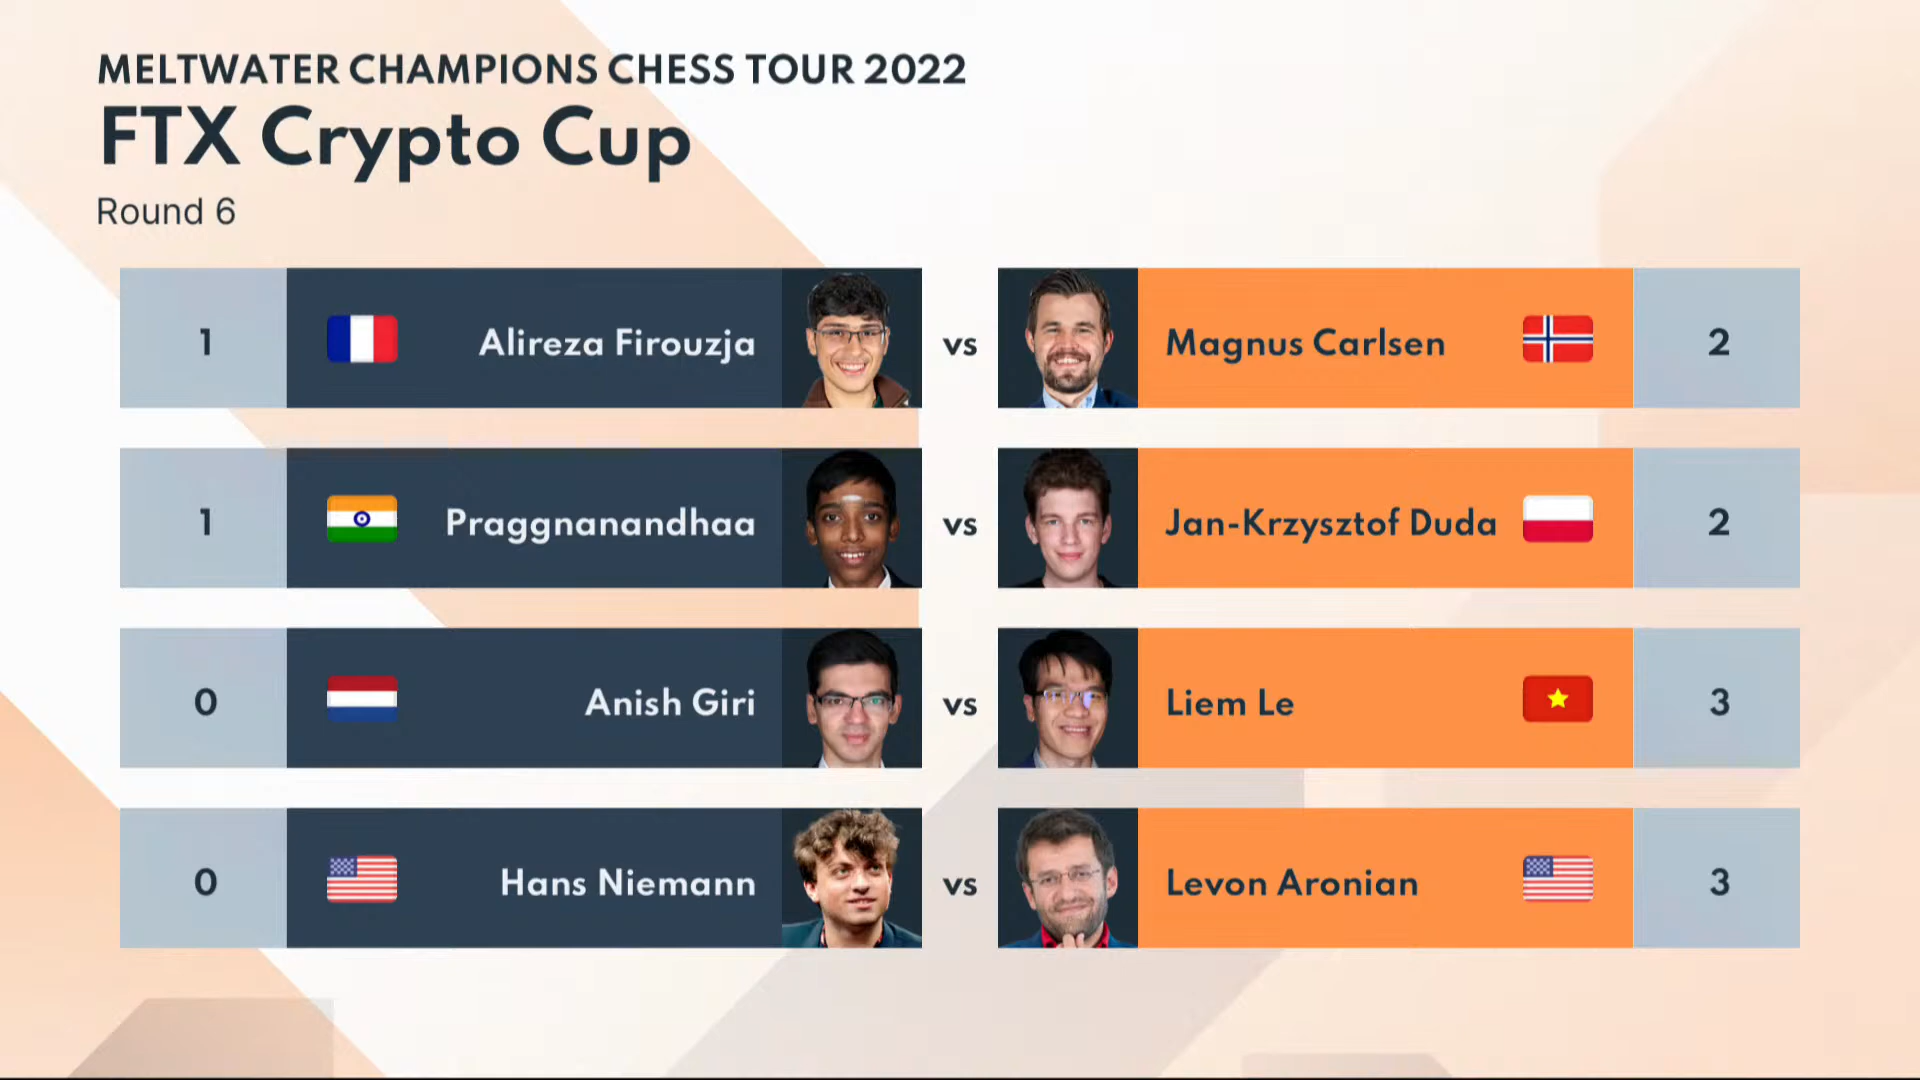 MELTWATER CHAMPIONS CHESS TOUR 2022
FTX Crypto Cup
Round 6
1 Alireza Firouzja vs Magnus Carlsen 2
1 Praggnanandhaa vs Jan-Krzysztof Duda 2
0 Anish Giri vs Liem Le 3
0 Hans Niemann vs Levon Aronian 3